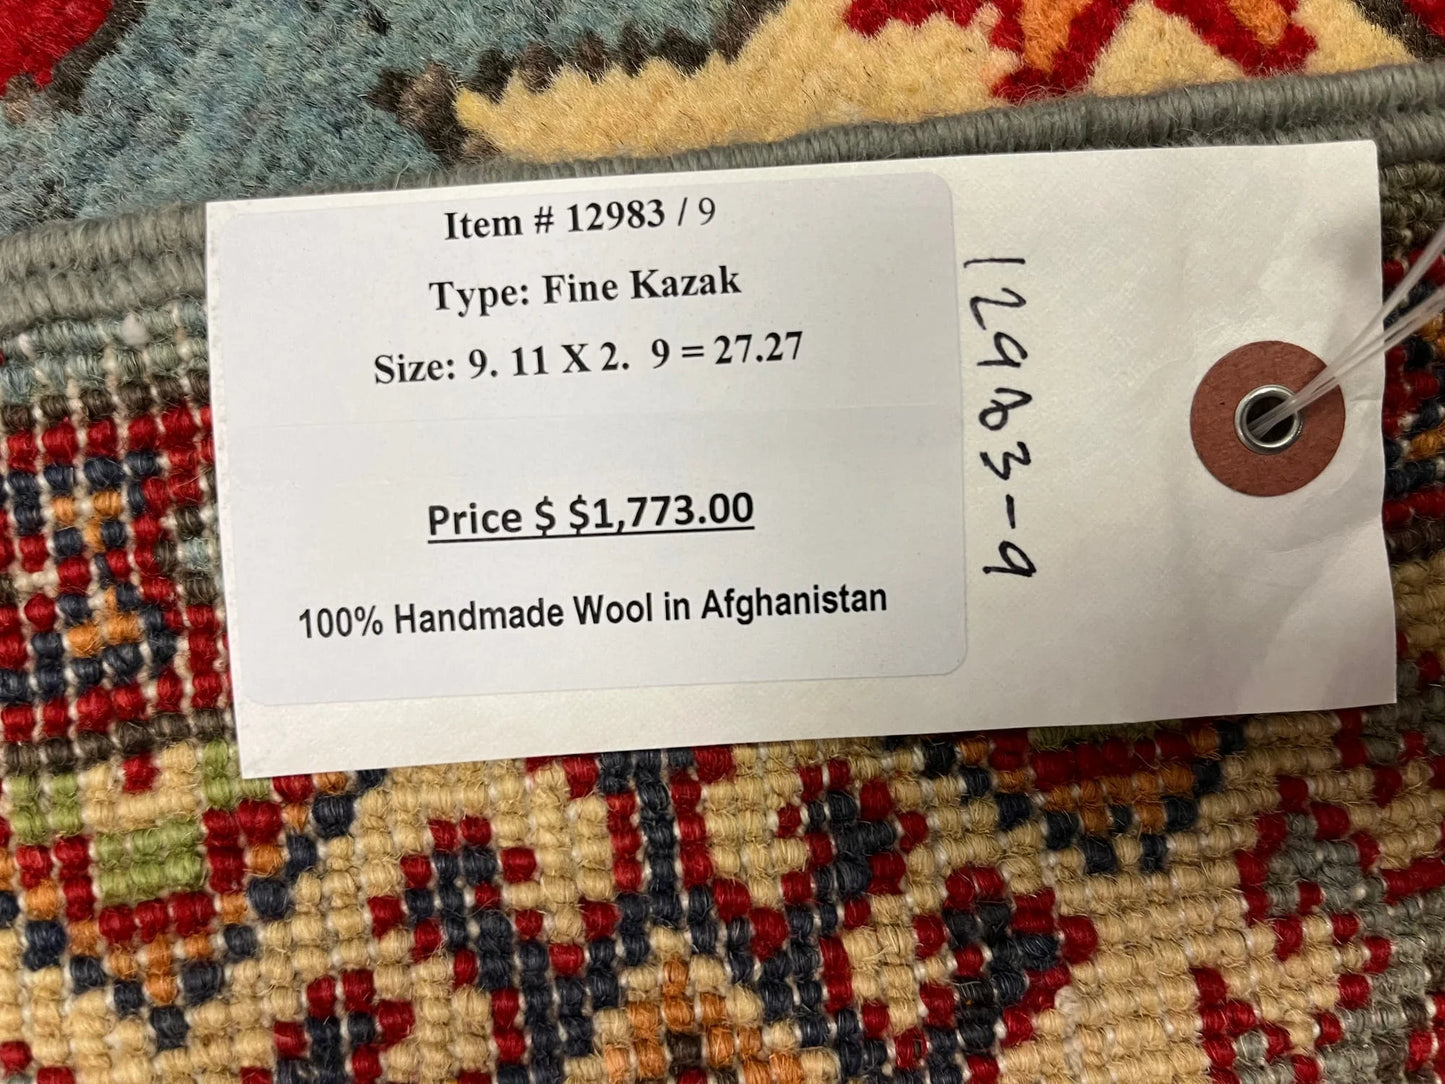 Item # 12983 / 9
Type: Fine Kazak
Size: 9. 11 X 2.  9 = 27.27
Price $ $1,773.00
100% Handmade Wool in Afghanistan
12983-9